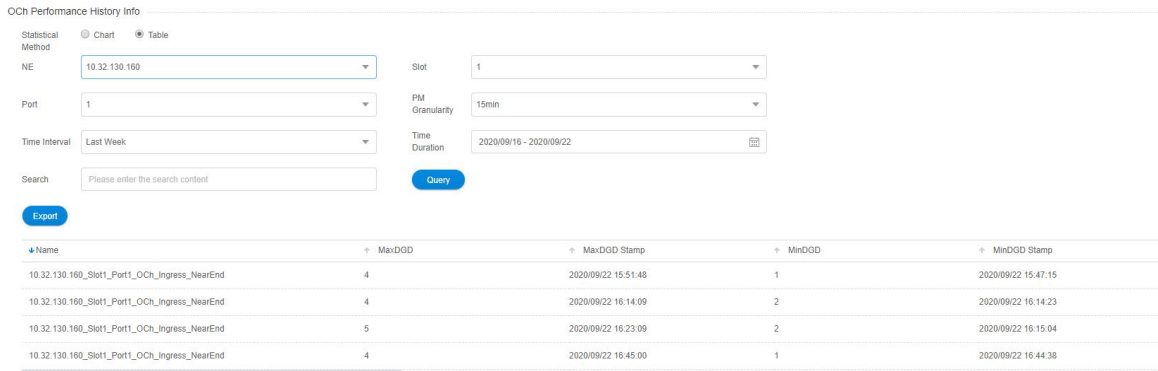 OCh Performance History Info
Statistical Method Chart Table
NE 10.32.130.160 Slot 1
Port 1 PM Granularity 15min
Time Interval Last Week Time Duration 2020/09/16 - 2020/09/22
Search Please enter the search content Query
Export
Name MaxDGD MaxDGD Stamp MinDGD MinDGD Stamp
10.32.130.160_Slot1_Port1_OCh_Ingress_NearEnd 4 2020/09/22 15:51:48 1 2020/09/22 15:47:15
10.32.130.160_Slot1_Port1_OCh_Ingress_NearEnd 4 2020/09/22 16:14:09 2 2020/09/22 16:14:23
10.32.130.160_Slot1_Port1_OCh_Ingress_NearEnd 5 2020/09/22 16:23:09 2 2020/09/22 16:15:04
10.32.130.160_Slot1_Port1_OCh_Ingress_NearEnd 4 2020/09/22 16:45:00 1 2020/09/22 16:44:38